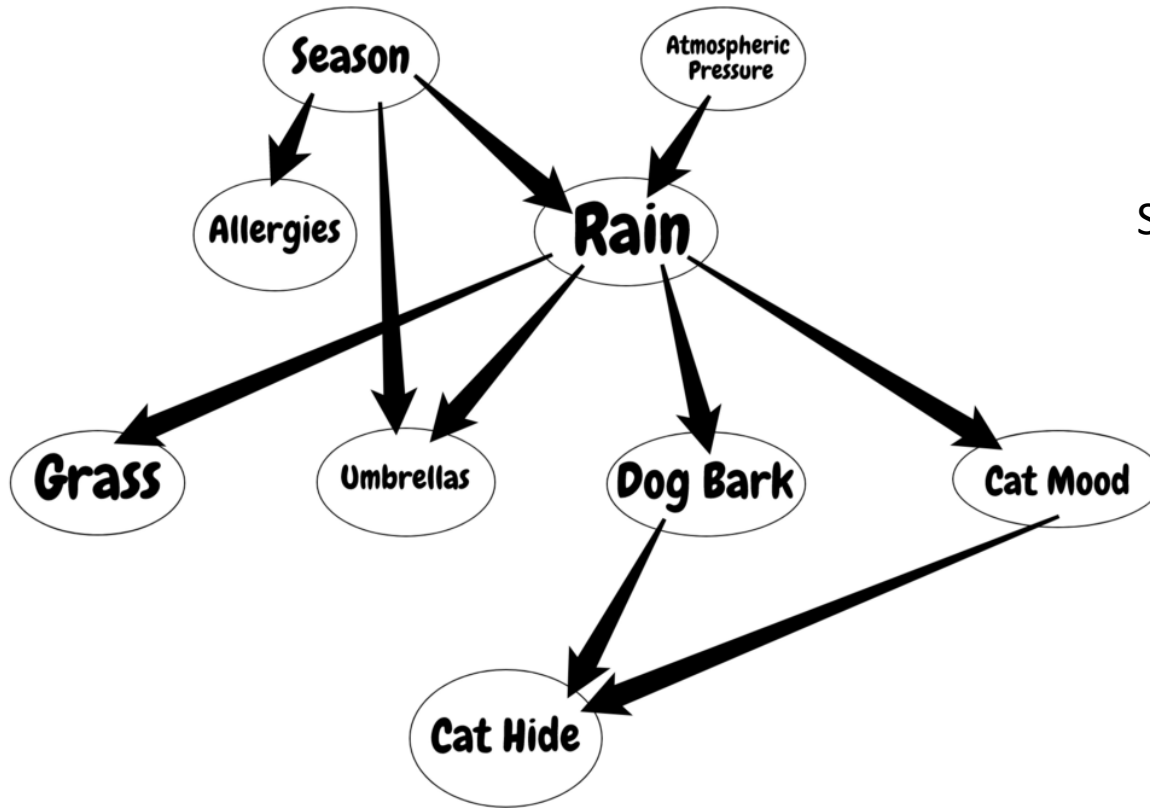 Season
Atmospheric
Pressure
Allergies
Rain
S
Grass
Umbrellas
Dog Bark
Cat Mood
Cat Hide